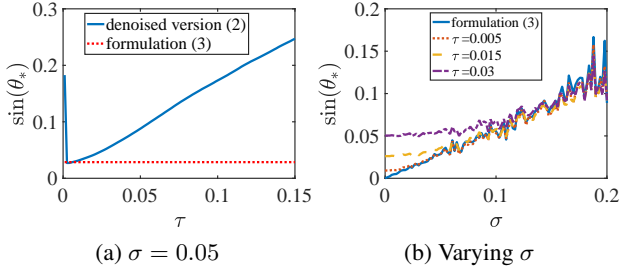 denoised version (2)
formulation (3)
sin(θ*)
0.3
0.2
0.1
0
0 0.05 0.1 0.15
τ
(a) σ = 0.05
formulation (3)
τ=0.005
τ=0.015
τ=0.03
sin(θ*)
0.2
0.15
0.1
0.05
0
0 0.1 0.2
σ
(b) Varying σ